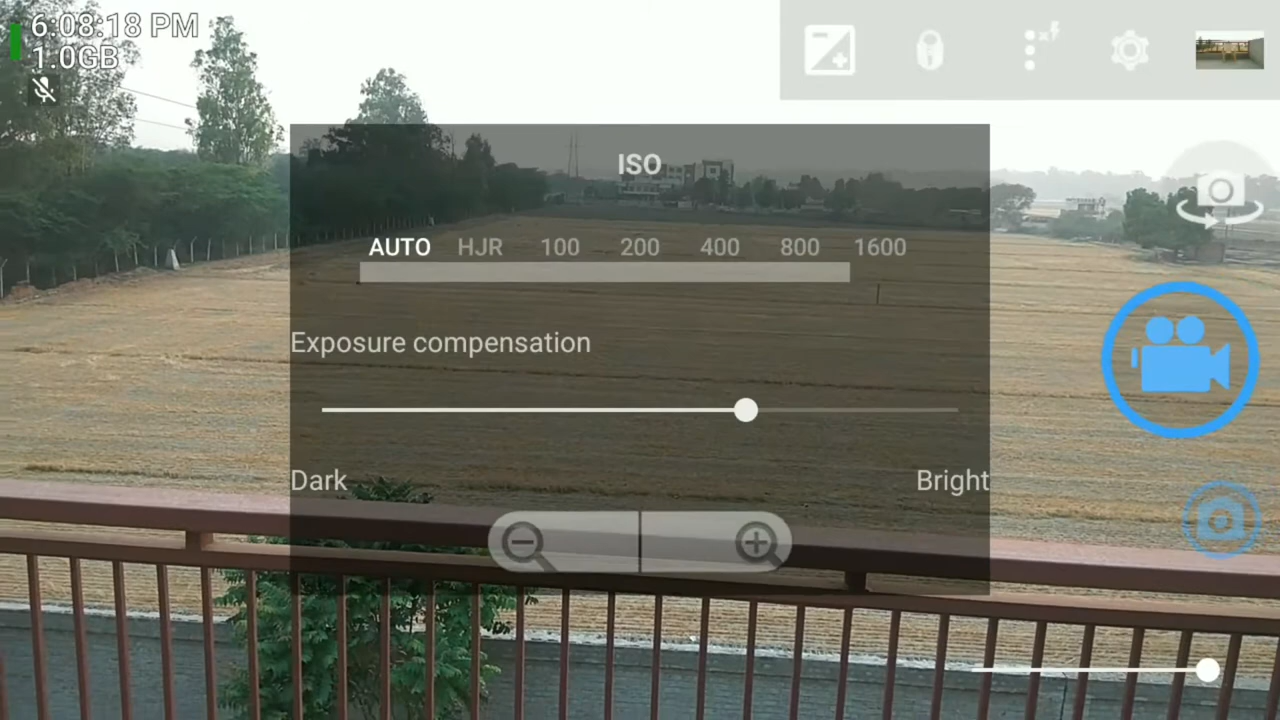 6:08:18 PM
1.0GB
ISO
AUTO HJR 100 200 400 800 1600
Exposure compensation
Dark Bright